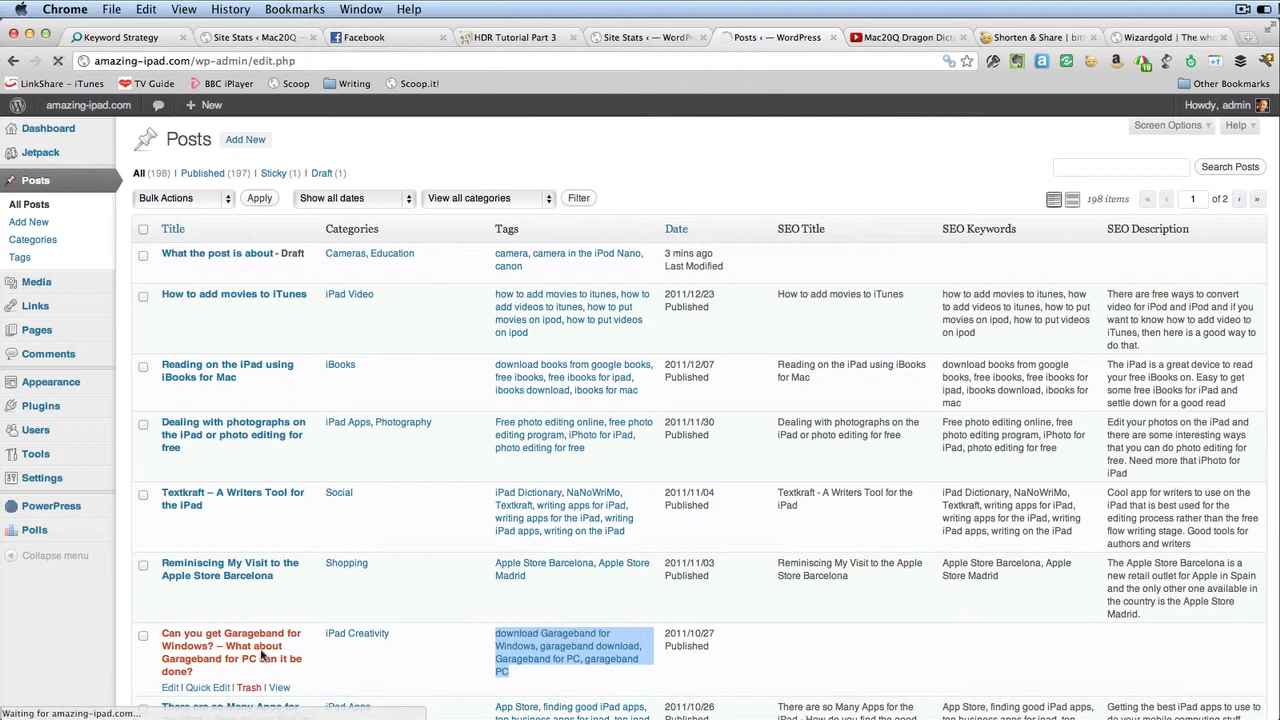 Chrome File Edit View History Bookmarks Window Help
Keyword Strategy Site Stats ‹ Mac20Q — Facebook HDR Tutorial Part 3 Site Stats ‹ — WordPr Posts ‹ — WordPress Mac20Q Dragon Dict Shorten & Share | bitl Wizardgold | The whe
amazing-ipad.com/wp-admin/edit.php
LinkShare – iTunes TV Guide BBC iPlayer Scoop Writing Scoop.it! Other Bookmarks
amazing-ipad.com + New Howdy, admin
Screen Options Help
Dashboard
Jetpack
Posts
All Posts
Add New
Categories
Tags
Media
Links
Pages
Comments
Appearance
Plugins
Users
Tools
Settings
PowerPress
Polls
Collapse menu
Posts Add New
All (198) | Published (197) | Sticky (1) | Draft (1)
Search Posts
Bulk Actions Apply Show all dates View all categories Filter 198 items « ‹ 1 of 2 › »
Title Categories Tags Date SEO Title SEO Keywords SEO Description
What the post is about - Draft
Cameras, Education
camera, camera in the iPod Nano,
canon
3 mins ago
Last Modified
How to add movies to iTunes
iPad Video
how to add movies to itunes, how to
add videos to itunes, how to put
movies on ipod, how to put videos
on ipod
2011/12/23
Published
How to add movies to iTunes
how to add movies to itunes, how
to add videos to itunes, how to put
movies on ipod, how to put videos
on ipod
There are free ways to convert
video for iPod and iPod and if you
want to know how to add video to
iTunes, then here is a good way to
do that.
Reading on the iPad using
iBooks for Mac
iBooks
download books from google books,
free ibooks, free ibooks for ipad,
ibooks download, ibooks for mac
2011/12/07
Published
Reading on the iPad using iBooks
for Mac
download books from google
books, free ibooks, free ibooks for
ipad, ibooks download, ibooks for
mac
The iPad is a great device to read
your free iBooks on. Easy to get
some free iBooks for iPad and
settle down for a good read
Dealing with photographs on
the iPad or photo editing for
free
iPad Apps, Photography
Free photo editing online, free photo
editing program, iPhoto for iPad,
photo editing for free
2011/11/30
Published
Dealing with photographs on the
iPad or photo editing for free
Free photo editing online, free
photo editing program, iPhoto for
iPad, photo editing for free
Edit your photos on the iPad and
there are some interesting ways
that you can do photo editing for
free. Need more that iPhoto for
iPad
Textkraft – A Writers Tool for
the iPad
Social
iPad Dictionary, NaNoWriMo,
Textkraft, writing apps for iPad,
writing apps for the iPad, writing
iPad apps, writing on the iPad
2011/11/04
Published
Textkraft - A Writers Tool for the
iPad
iPad Dictionary, NaNoWriMo,
Textkraft, writing apps for iPad,
writing apps for the iPad, writing
iPad apps, writing on the iPad
Cool app for writers to use on the
iPad that is best used for the
editing process rather than the free
flow writing stage. Good tools for
authors and writers
Reminiscing My Visit to the
Apple Store Barcelona
Shopping
Apple Store Barcelona, Apple Store
Madrid
2011/11/03
Published
Reminiscing My Visit to the Apple
Store Barcelona
Apple Store Barcelona, Apple
Store Madrid
The Apple Store Barcelona is a
new retail outlet for Apple in Spain
and the only other one available in
the country is the Apple Store
Madrid.
Can you get Garageband for
Windows? – What about
Garageband for PC can it be
done?
Edit | Quick Edit | Trash | View
iPad Creativity
download Garageband for
Windows, garageband download,
Garageband for PC, garageband
PC
2011/10/27
Published
There are so Many Apps for
iPad Apps
app Store, finding good iPad apps,
2011/10/26
Published
There are so Many Apps for the
iPad - How do you find the good
app Store, finding good iPad
apps, top business apps for ipad
Getting the best iPad apps to use
Waiting for amazing-ipad.com...